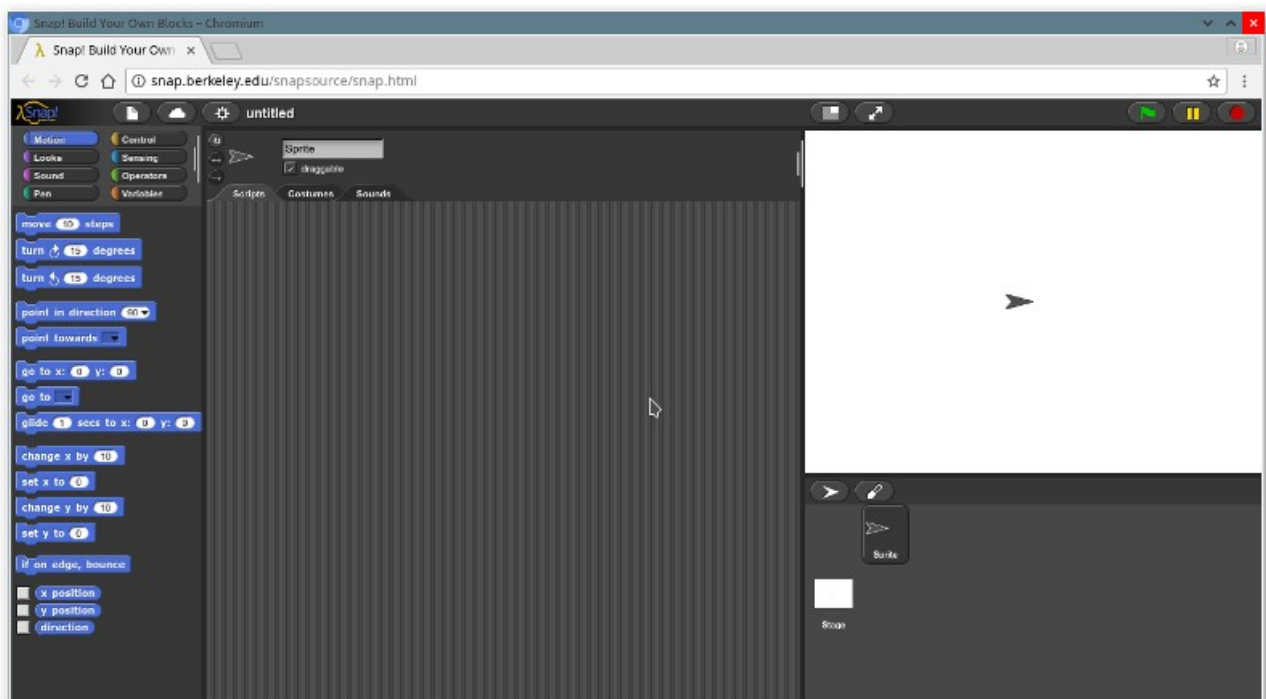 Snap! Build Your Own Blocks – Chromium
Snap! Build Your Own
snap.berkeley.edu/snapsource/snap.html
Snap!
untitled
Motion
Control
Looks
Sensing
Sound
Operators
Pen
Variables
Sprite
draggable
Scripts Costumes Sounds
move 10 steps
turn 15 degrees
turn 15 degrees
point in direction 90
point towards
go to x: 0 y: 0
go to
glide 1 secs to x: 0 y: 0
change x by 10
set x to 0
change y by 10
set y to 0
if on edge, bounce
x position
y position
direction
Sprite
Stage